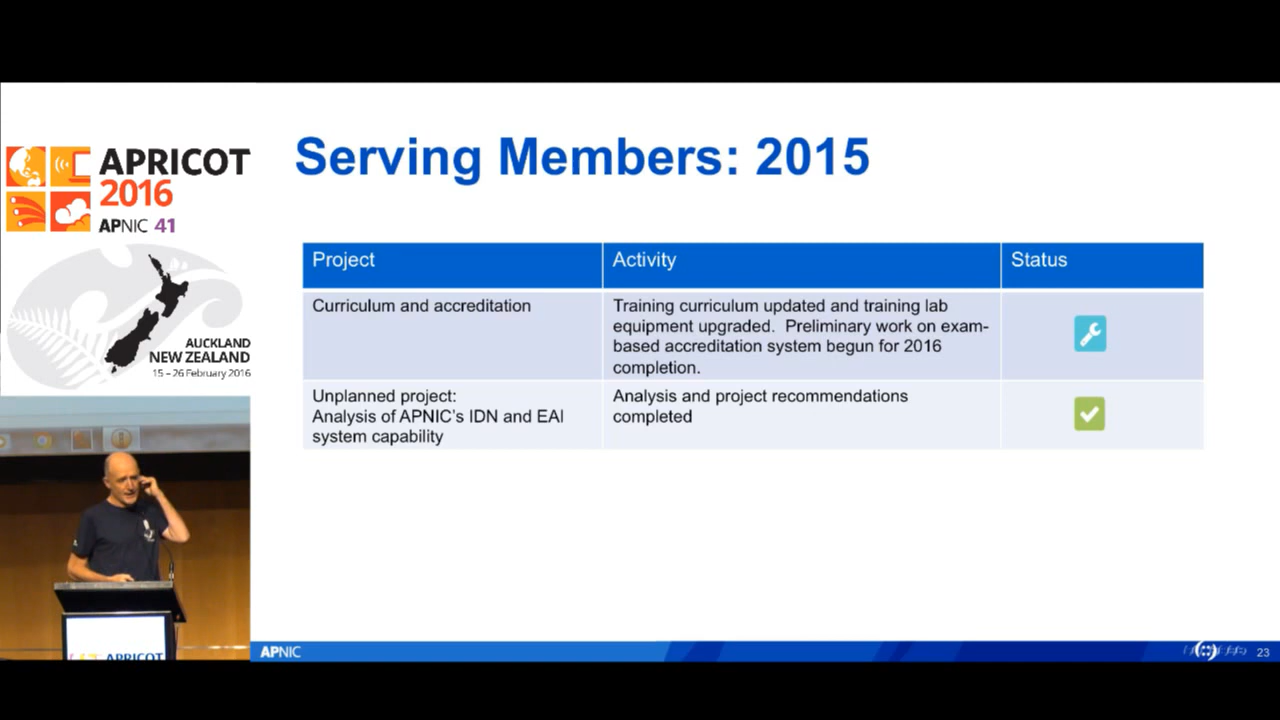 APRICOT
2016
APNIC 41
AUCKLAND
NEW ZEALAND
15 – 26 February 2016
Serving Members: 2015
Project
Activity
Status
Curriculum and accreditation
Training curriculum updated and training lab
equipment upgraded.  Preliminary work on exam-
based accreditation system begun for 2016
completion.
Unplanned project:
Analysis of APNIC's IDN and EAI
system capability
Analysis and project recommendations
completed
APRICOT
APNIC
23